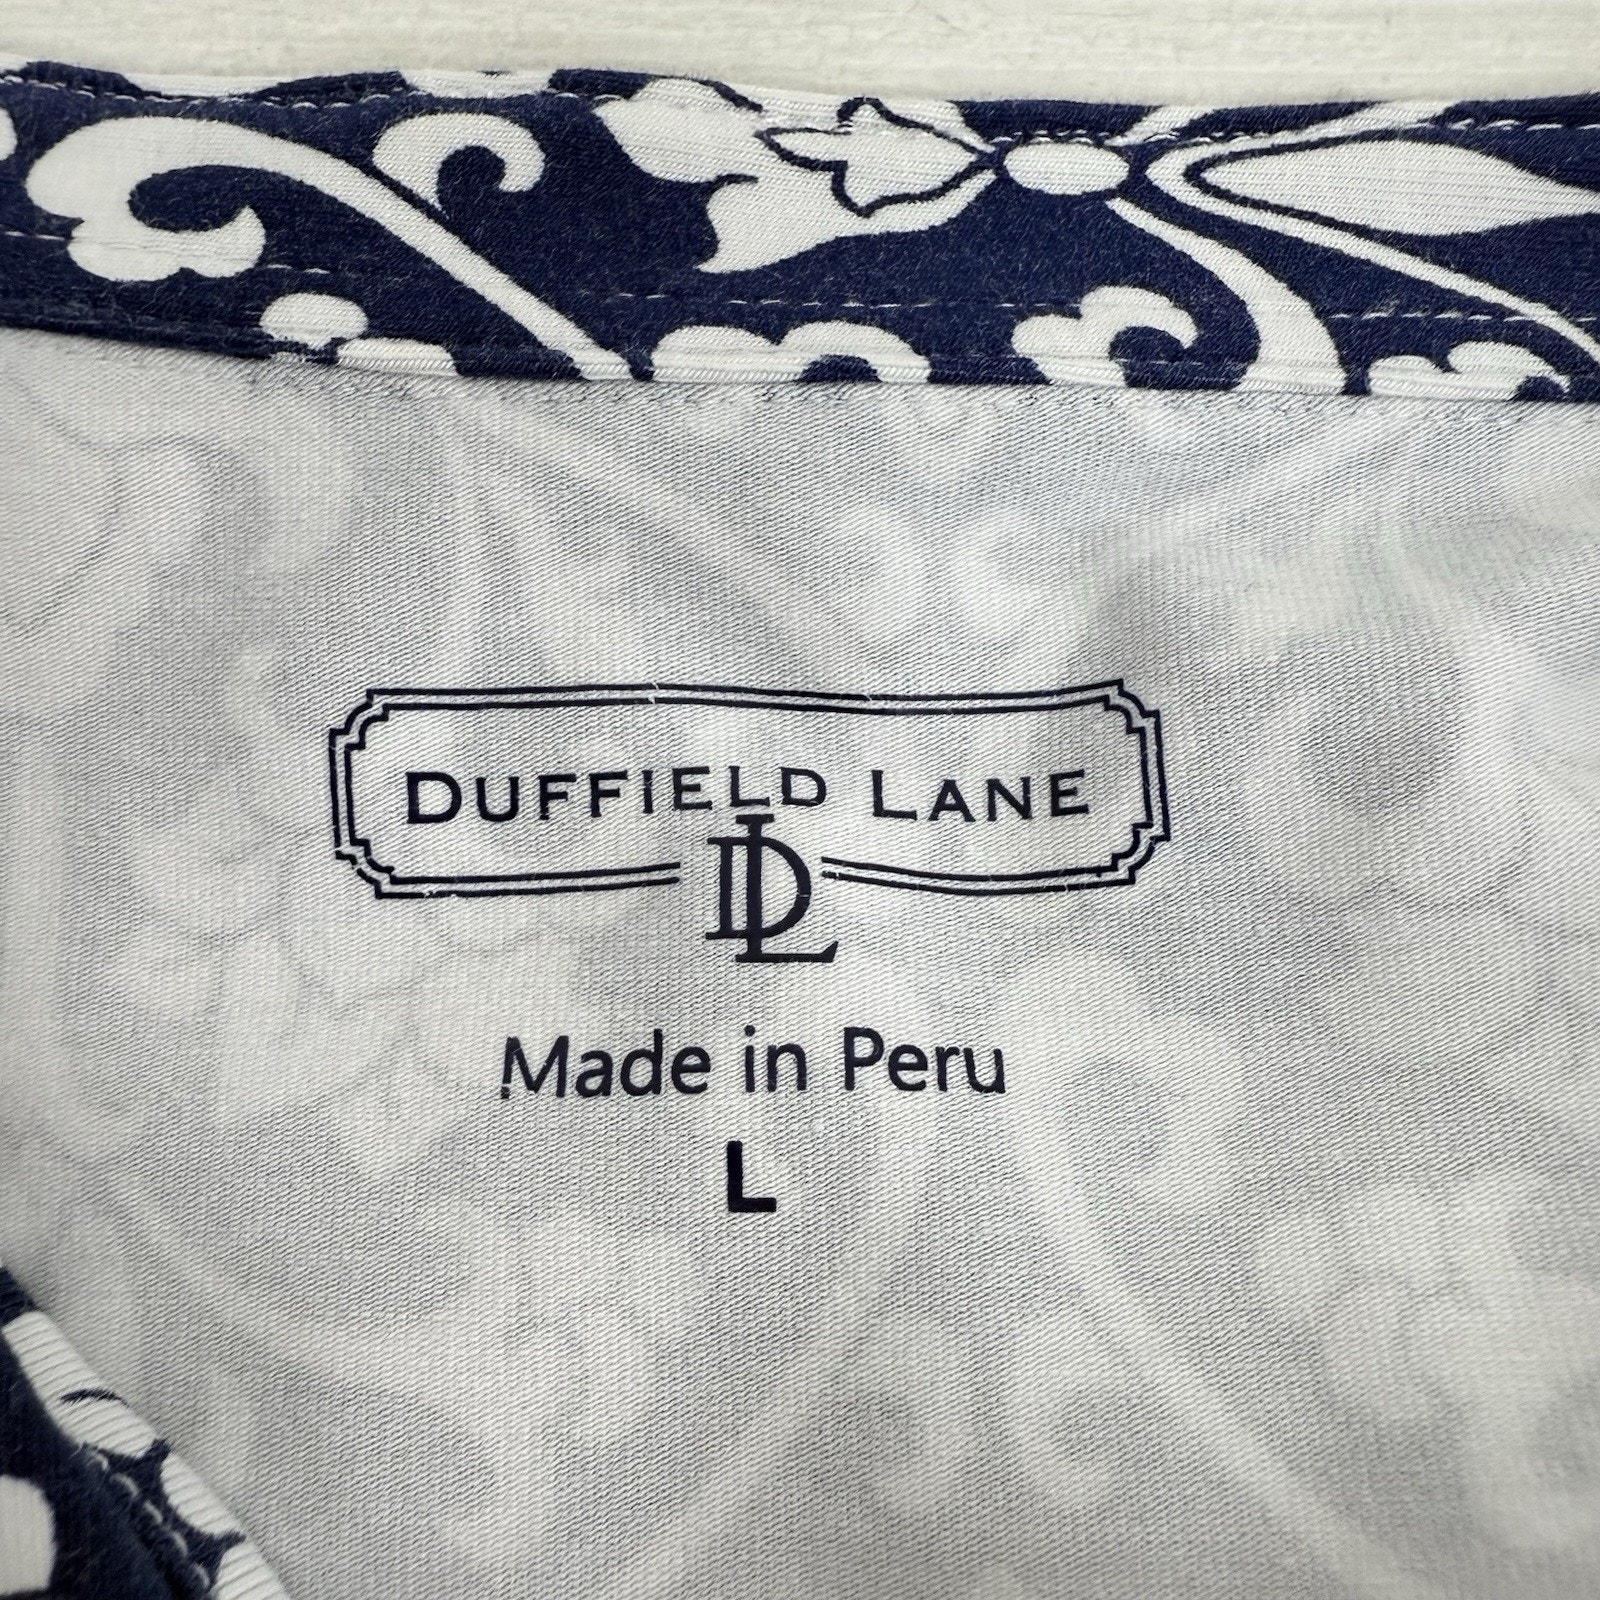 DUFFIELD LANE
DL
Made in Peru
L